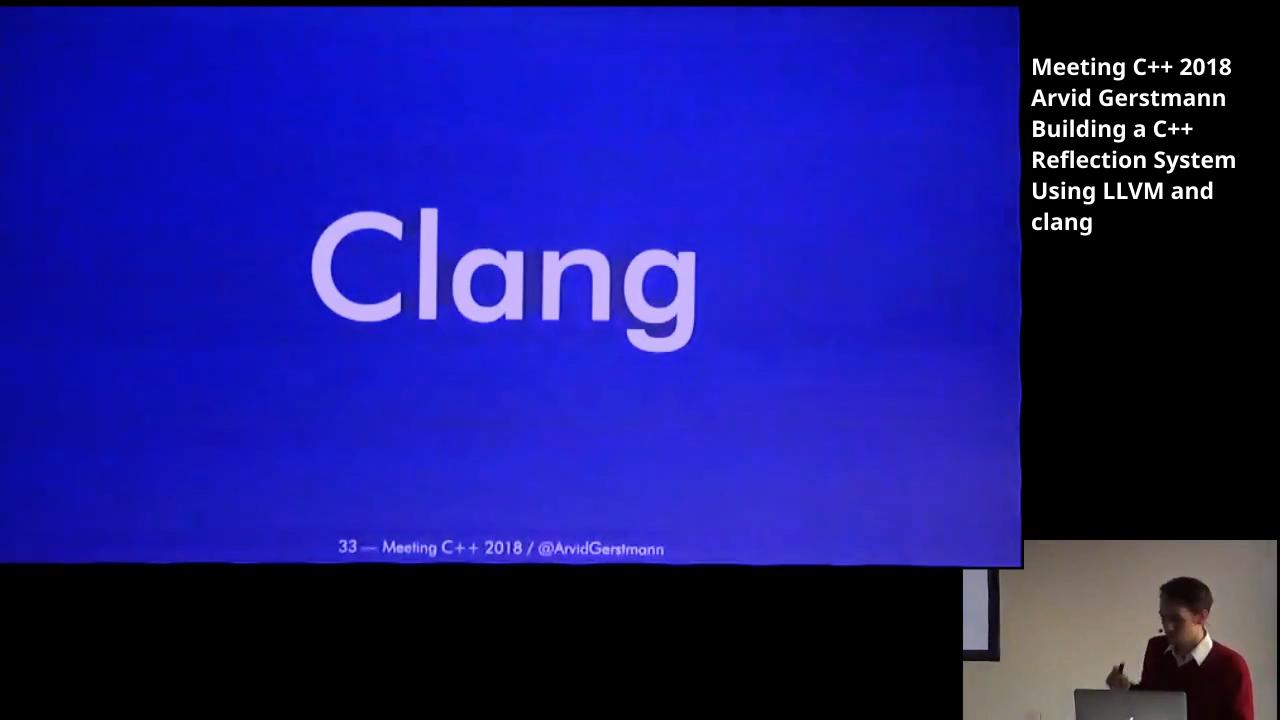 Clang
33 — Meeting C++ 2018 / @ArvidGerstmann
Meeting C++ 2018
Arvid Gerstmann
Building a C++
Reflection System
Using LLVM and
clang